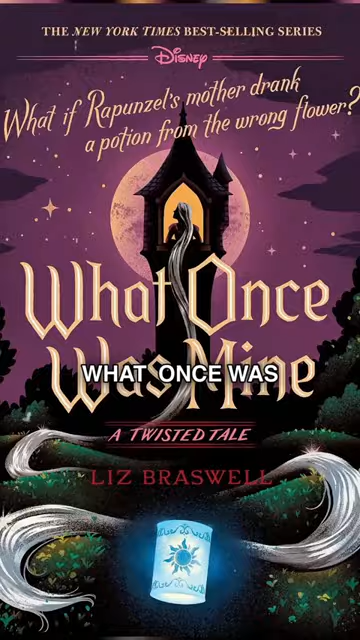 THE NEW YORK TIMES BEST-SELLING SERIES
Disney
What if Rapunzel's mother drank
a potion from the wrong flower?
What Once
Was Mine
WHAT ONCE WAS
A TWISTED TALE
LIZ BRASWELL